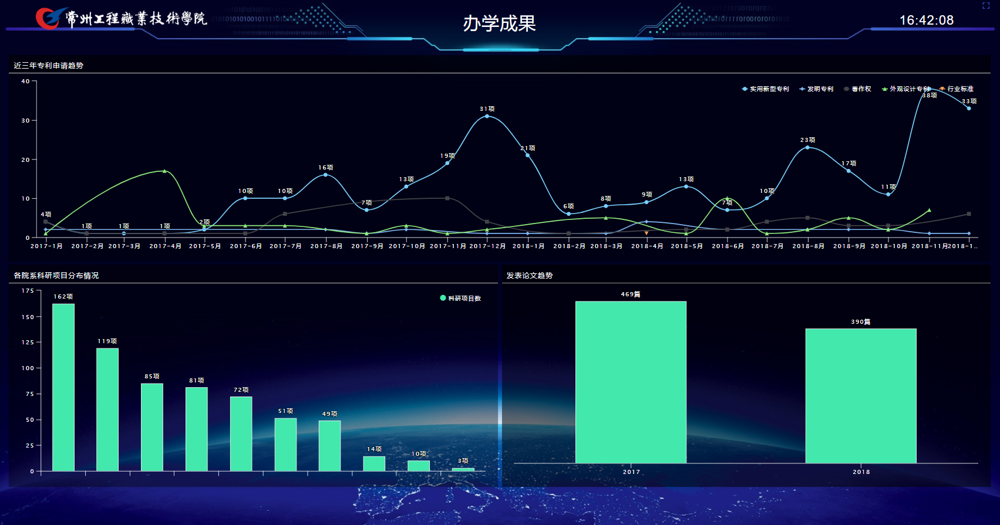 常州工程職業技術學院
办学成果
16:42:08
近三年专利申请趋势
实用新型专利 发明专利 著作权 外观设计专利 行业标准
40
30
20
10
0
4项 1项 1项 1项 2项 10项 10项 16项 7项 13项 19项 31项 21项 6项 8项 9项 13项 7项 10项 23项 17项 11项 38项 33项
2017-1月 2017-2月 2017-3月 2017-4月 2017-5月 2017-6月 2017-7月 2017-8月 2017-9月 2017-10月 2017-11月 2017-12月 2018-1月 2018-2月 2018-3月 2018-4月 2018-5月 2018-6月 2018-7月 2018-8月 2018-9月 2018-10月 2018-11月 2018-1..
各院系科研项目分布情况
科研项目数
175
150
125
100
75
50
25
0
162项 119项 85项 81项 72项 51项 49项 14项 10项 3项
发表论文趋势
469篇 390篇
2017 2018